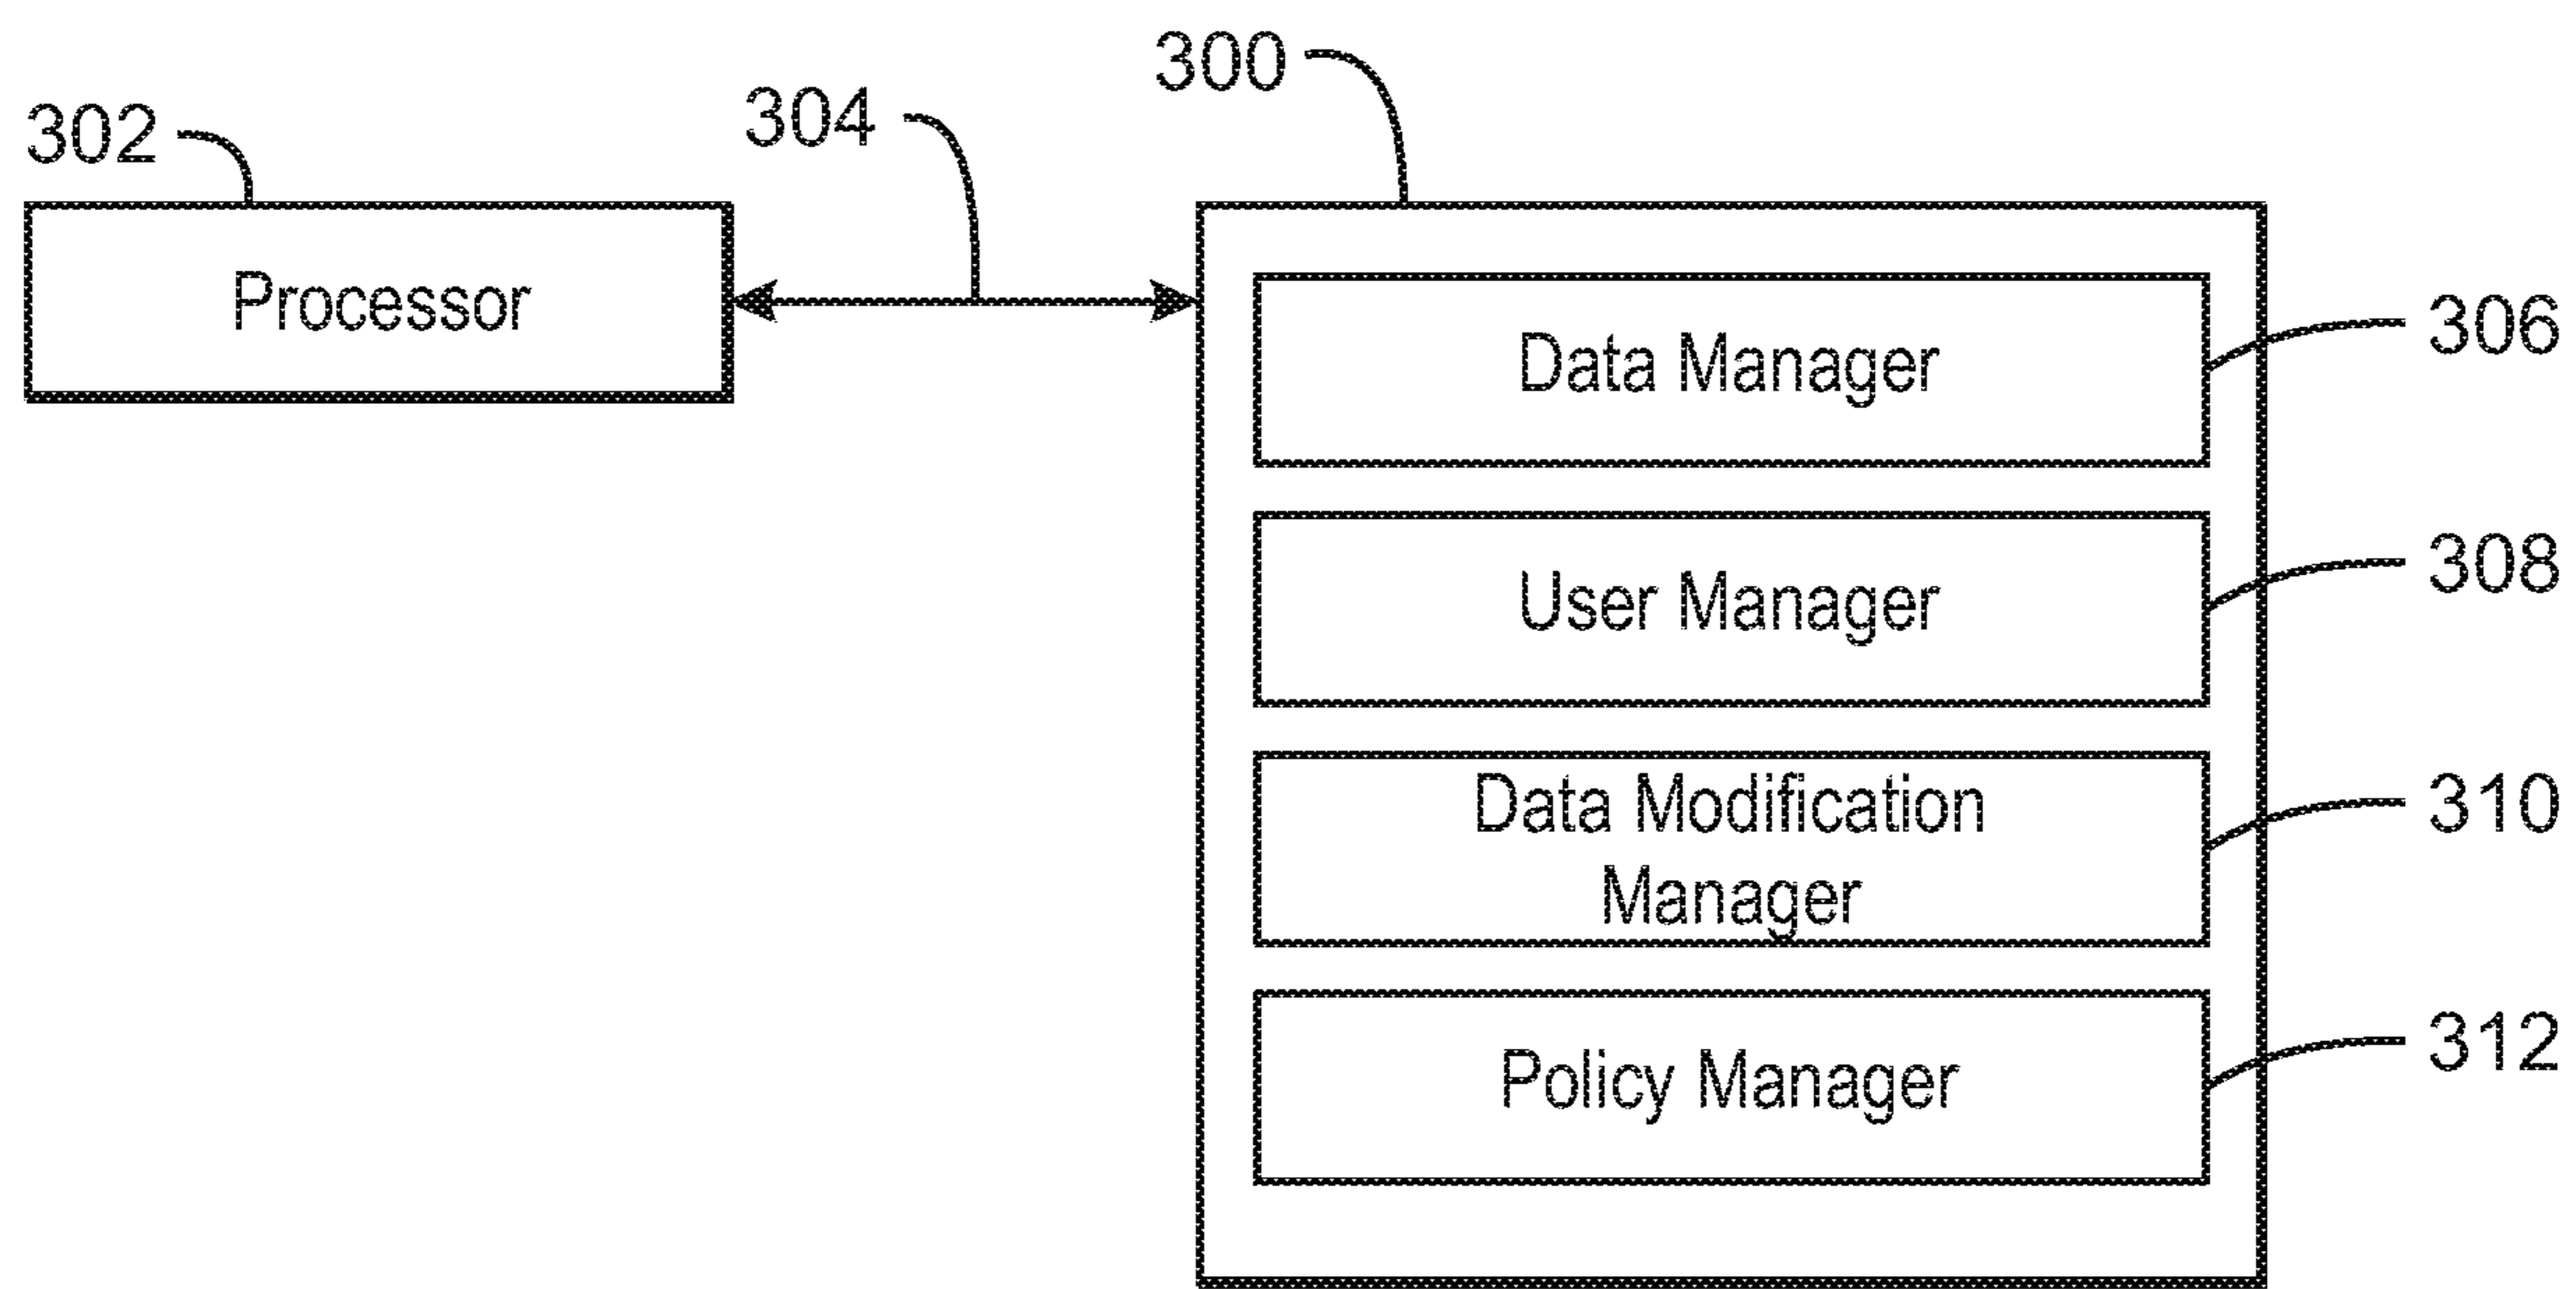 300
304
302
Processor
Data Manager
306
User Manager
308
Data Modification
Manager
310
Policy Manager
312